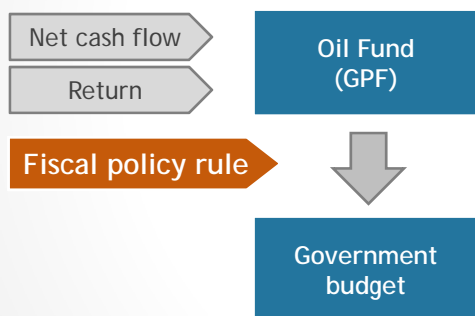 Net cash flow
Oil Fund
(GPF)
Return
Fiscal policy rule
Government
budget